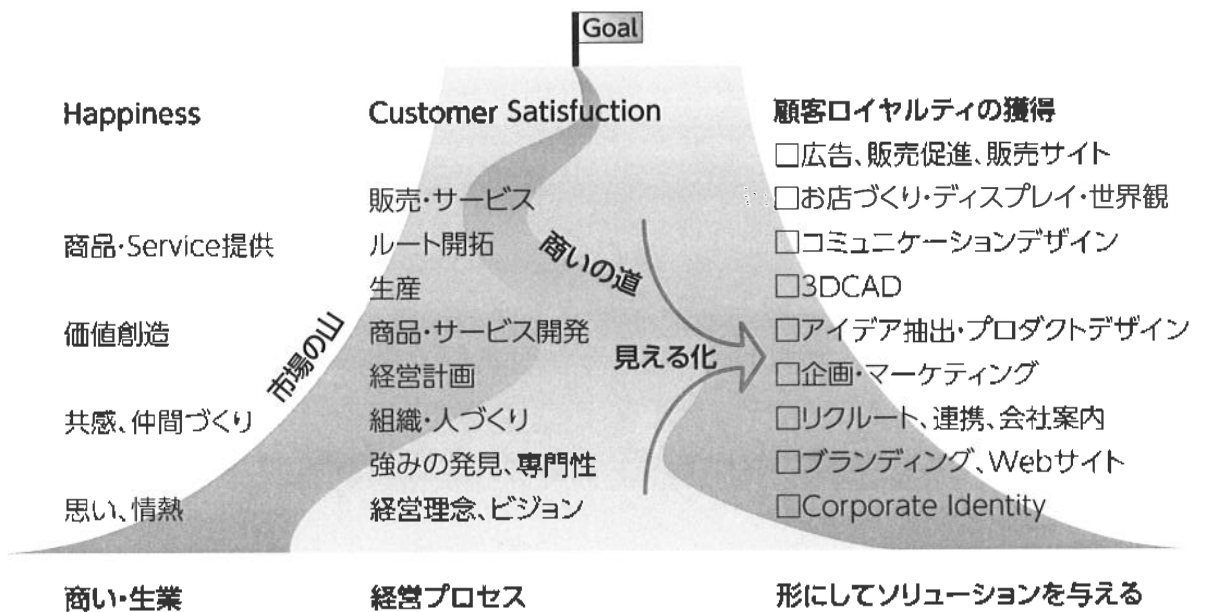 Goal
Happiness
Customer Satisfuction
顧客ロイヤルティの獲得
□広告、販売促進、販売サイト
販売・サービス
□お店づくり・ディスプレイ・世界観
商品・Service提供
ルート開拓
商いの道
□コミュニケーションデザイン
生産
□3DCAD
価値創造
市場の山
商品・サービス開発
見える化
□アイデア抽出・プロダクトデザイン
経営計画
□企画・マーケティング
共感、仲間づくり
組織・人づくり
□リクルート、連携、会社案内
強みの発見、専門性
□ブランディング、Webサイト
思い、情熱
経営理念、ビジョン
□Corporate Identity
商い・生業
経営プロセス
形にしてソリューションを与える